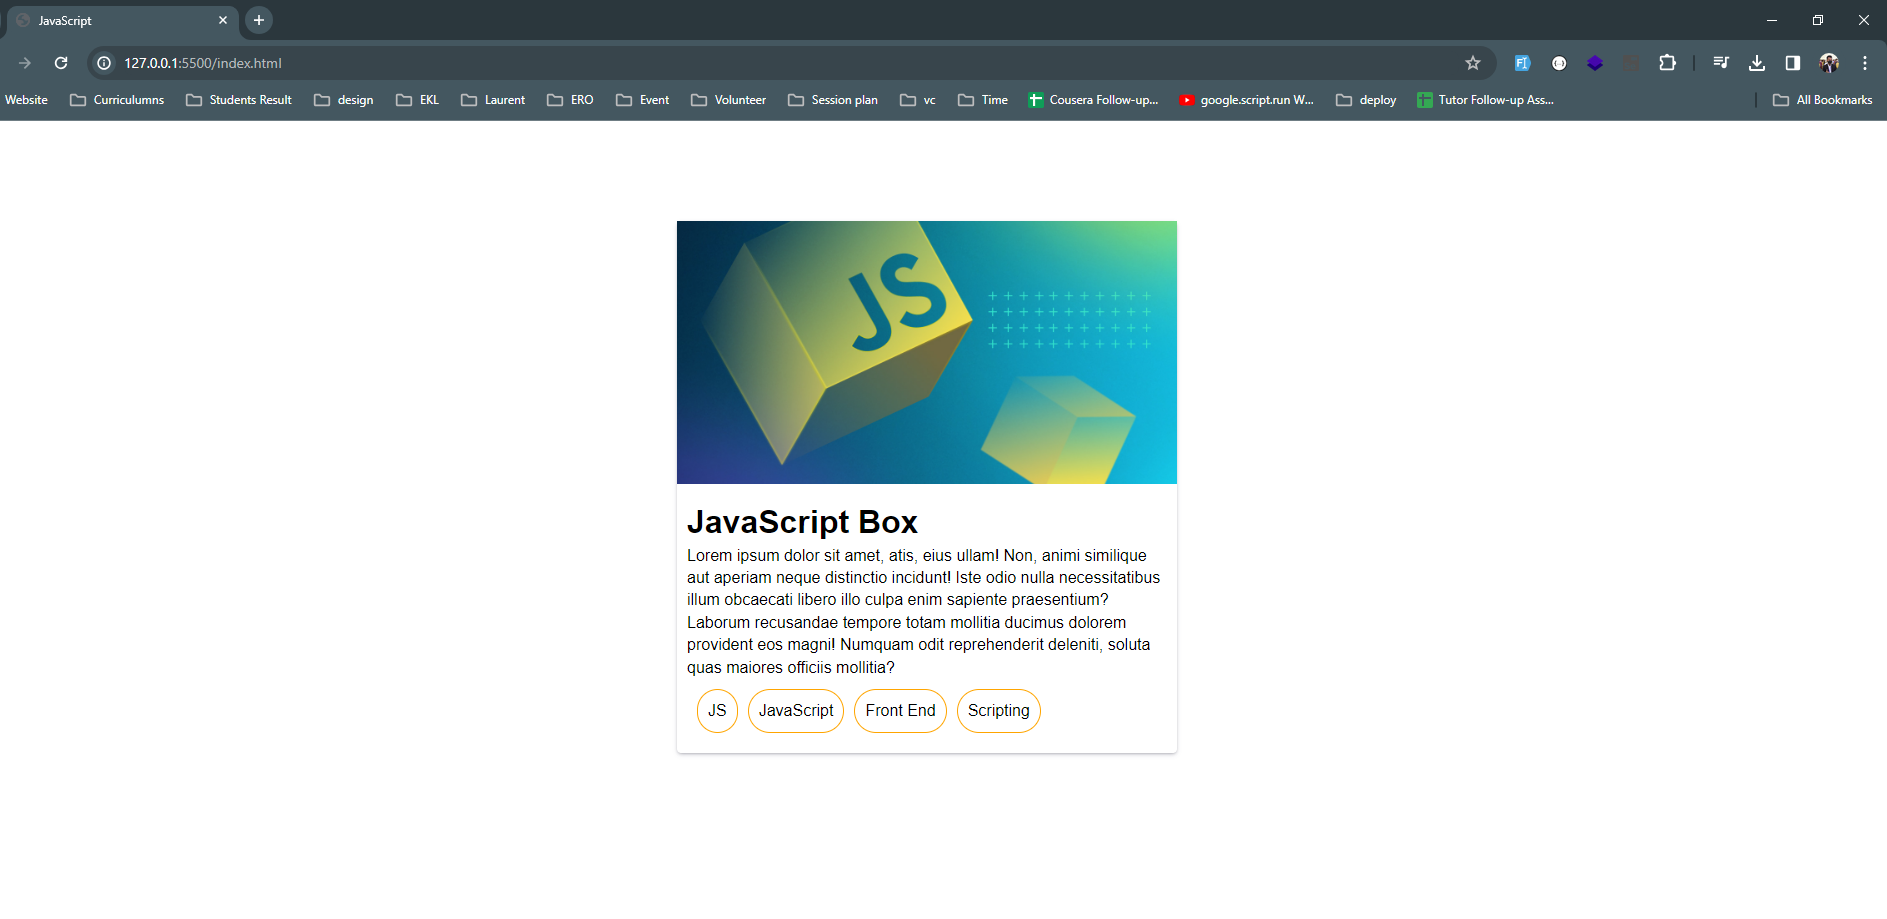 JavaScript
127.0.0.1:5500/index.html
Website Curriculumns Students Result design EKL Laurent ERO Event Volunteer Session plan vc Time Cousera Follow-up... google.script.run W... deploy Tutor Follow-up Ass... All Bookmarks
JS
JavaScript Box
Lorem ipsum dolor sit amet, atis, eius ullam! Non, animi similique
aut aperiam neque distinctio incidunt! Iste odio nulla necessitatibus
illum obcaecati libero illo culpa enim sapiente praesentium?
Laborum recusandae tempore totam mollitia ducimus dolorem
provident eos magni! Numquam odit reprehenderit deleniti, soluta
quas maiores officiis mollitia?
JS JavaScript Front End Scripting